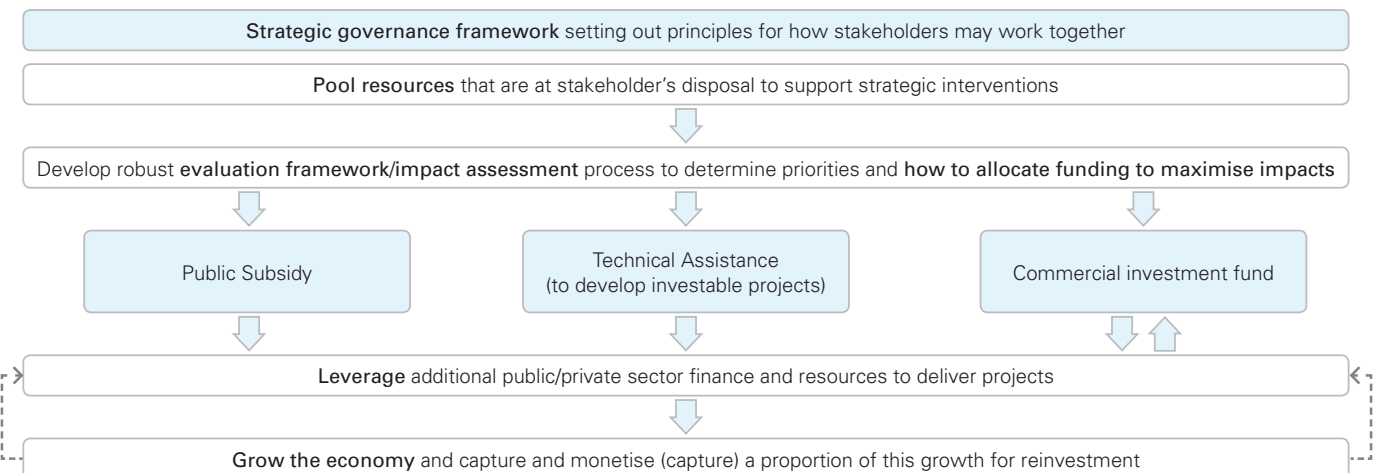 Strategic governance framework setting out principles for how stakeholders may work together
Pool resources that are at stakeholder's disposal to support strategic interventions
Develop robust evaluation framework/impact assessment process to determine priorities and how to allocate funding to maximise impacts
Public Subsidy
Technical Assistance
(to develop investable projects)
Commercial investment fund
Leverage additional public/private sector finance and resources to deliver projects
Grow the economy and capture and monetise (capture) a proportion of this growth for reinvestment